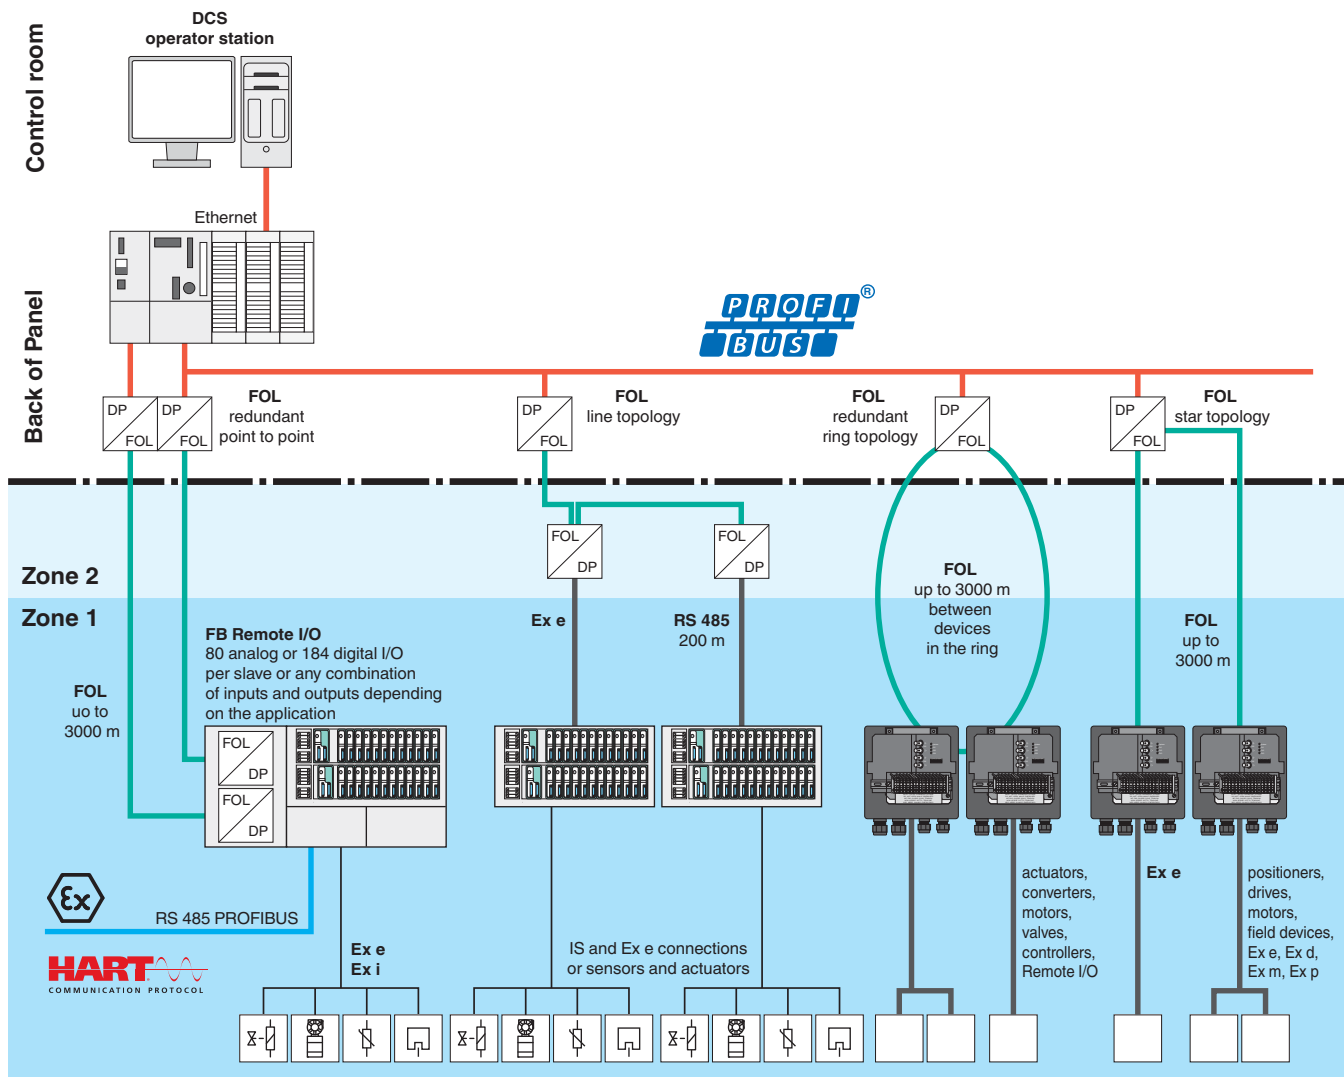 Control room
DCS
operator station
Ethernet
Back of Panel
PROFI®
BUS
DP
FOL
DP
FOL
FOL
redundant
point to point
DP
FOL
FOL
line topology
FOL
redundant
ring topology
DP
FOL
DP
FOL
FOL
star topology
FOL
DP
FOL
DP
Zone 2
Zone 1
FOL
up to 3000 m
between
devices
in the ring
Ex e
RS 485
200 m
FOL
up to
3000 m
FB Remote I/O
80 analog or 184 digital I/O
per slave or any combination
of inputs and outputs depending
on the application
FOL
uo to
3000 m
FOL
DP
FOL
DP
Ex
RS 485 PROFIBUS
HART
COMMUNICATION PROTOCOL
Ex e
Ex i
IS and Ex e connections
or sensors and actuators
actuators,
converters,
motors,
valves,
controllers,
Remote I/O
Ex e
positioners,
drives,
motors,
field devices,
Ex e, Ex d,
Ex m, Ex p